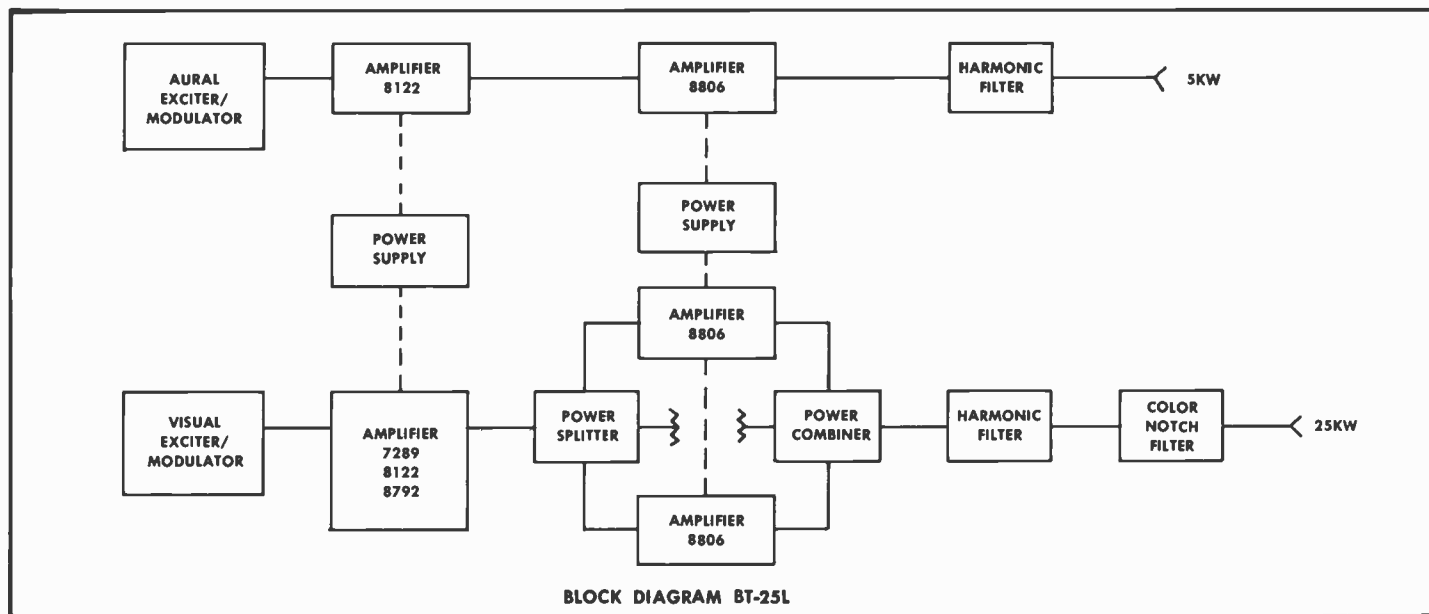 AURAL
EXCITER/
MODULATOR
AMPLIFIER
8122
AMPLIFIER
8806
HARMONIC
FILTER
5KW
POWER
SUPPLY
POWER
SUPPLY
AMPLIFIER
8806
VISUAL
EXCITER/
MODULATOR
AMPLIFIER
7289
8122
8792
POWER
SPLITTER
POWER
COMBINER
HARMONIC
FILTER
COLOR
NOTCH
FILTER
25KW
AMPLIFIER
8806
BLOCK DIAGRAM BT-25L